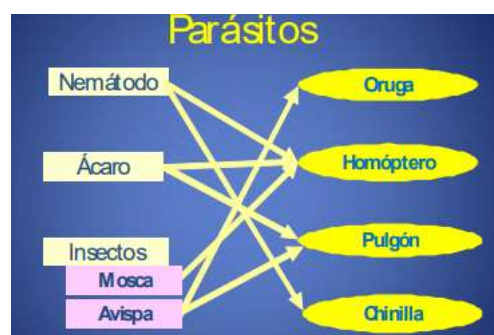 Parásitos
Nemátodo
Oruga
Ácaro
Homóptero
Insectos
Mosca
Avispa
Pulgón
Chinilla